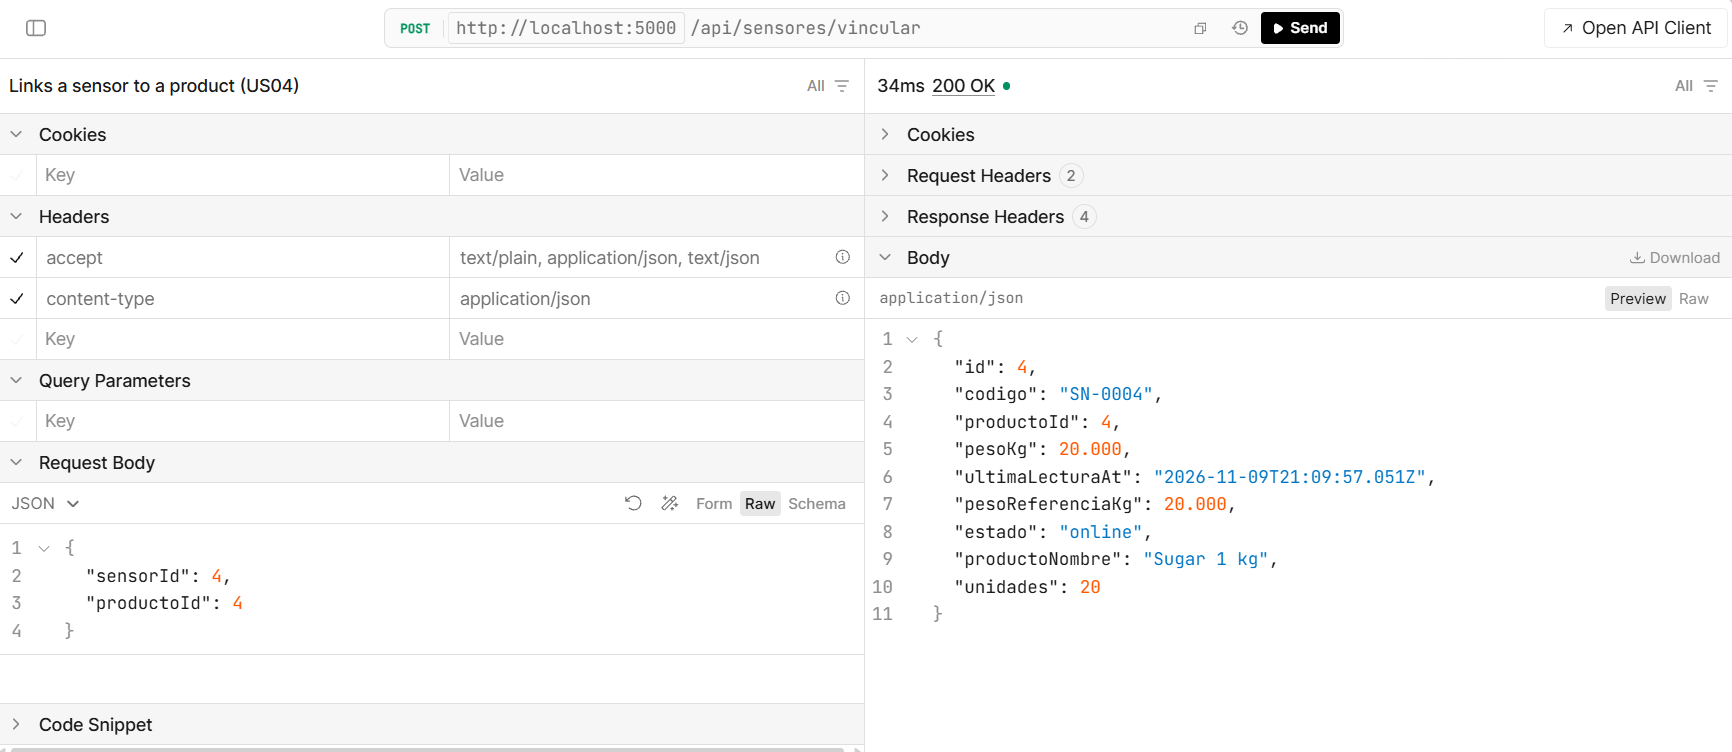 POST http://localhost:5000 /api/sensores/vincular Send Open API Client
Links a sensor to a product (US04) All
Cookies
Key Value
Headers
accept text/plain, application/json, text/json
content-type application/json
Key Value
Query Parameters
Key Value
Request Body
JSON Form Raw Schema
1 {
2 "sensorId": 4,
3 "productoId": 4
4 }
Code Snippet
34ms 200 OK All
Cookies
Request Headers 2
Response Headers 4
Body Download
application/json Preview Raw
1 {
2 "id": 4,
3 "codigo": "SN-0004",
4 "productoId": 4,
5 "pesoKg": 20.000,
6 "ultimaLecturaAt": "2026-11-09T21:09:57.051Z",
7 "pesoReferenciaKg": 20.000,
8 "estado": "online",
9 "productoNombre": "Sugar 1 kg",
10 "unidades": 20
11 }